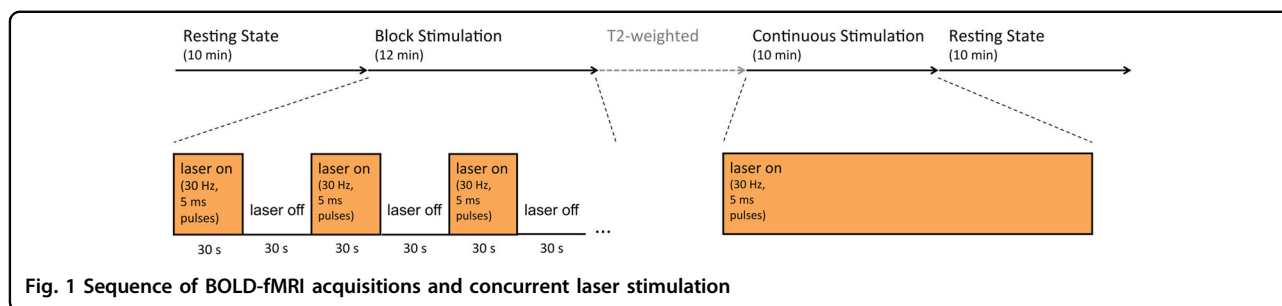 Resting State
(10 min)
Block Stimulation
(12 min)
T2-weighted
Continuous Stimulation
(10 min)
Resting State
(10 min)
laser on
(30 Hz,
5 ms
pulses)
laser off
laser on
(30 Hz,
5 ms
pulses)
laser off
laser on
(30 Hz,
5 ms
pulses)
laser off
...
laser on
(30 Hz,
5 ms
pulses)
30 s 30 s 30 s 30 s 30 s 30 s
Fig. 1 Sequence of BOLD-fMRI acquisitions and concurrent laser stimulation